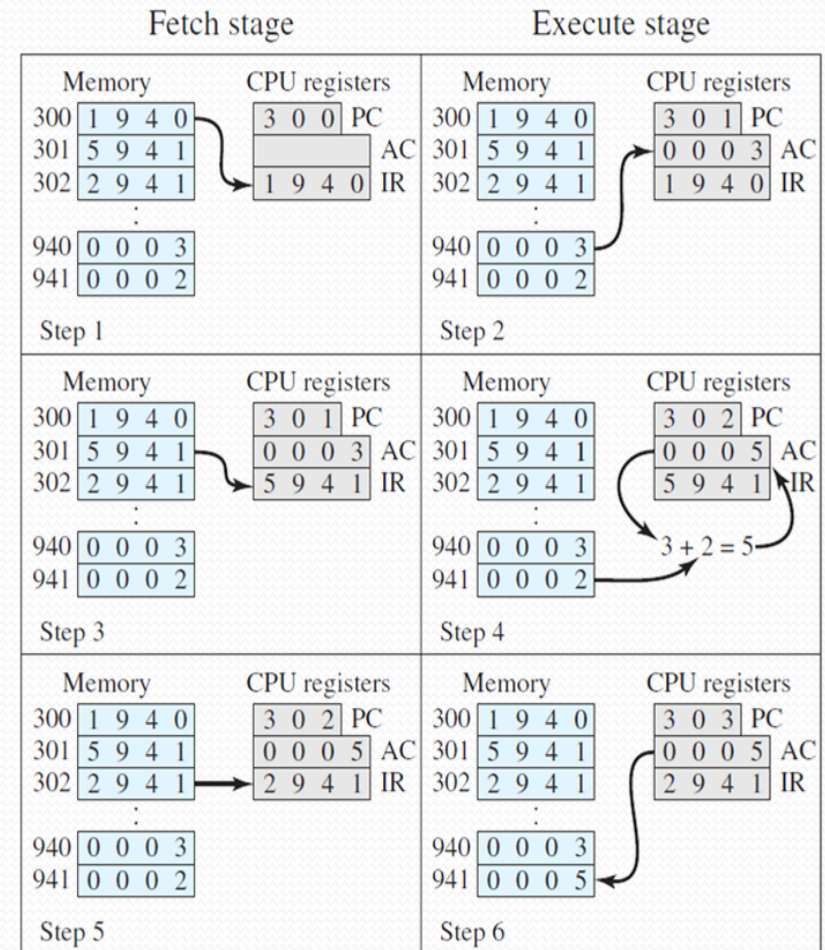 Fetch stage
Execute stage
Memory
CPU registers
300 1 9 4 0
3 0 0 PC
301 5 9 4 1
AC
302 2 9 4 1
1 9 4 0 IR
940 0 0 0 3
941 0 0 0 2
Step 1
Memory
CPU registers
300 1 9 4 0
3 0 1 PC
301 5 9 4 1
0 0 0 3 AC
302 2 9 4 1
1 9 4 0 IR
940 0 0 0 3
941 0 0 0 2
Step 2
Memory
CPU registers
300 1 9 4 0
3 0 1 PC
301 5 9 4 1
0 0 0 3 AC
302 2 9 4 1
5 9 4 1 IR
940 0 0 0 3
941 0 0 0 2
Step 3
Memory
CPU registers
300 1 9 4 0
3 0 2 PC
301 5 9 4 1
0 0 0 5 AC
302 2 9 4 1
5 9 4 1 IR
940 0 0 0 3
3 + 2 = 5
941 0 0 0 2
Step 4
Memory
CPU registers
300 1 9 4 0
3 0 2 PC
301 5 9 4 1
0 0 0 5 AC
302 2 9 4 1
2 9 4 1 IR
940 0 0 0 3
941 0 0 0 2
Step 5
Memory
CPU registers
300 1 9 4 0
3 0 3 PC
301 5 9 4 1
0 0 0 5 AC
302 2 9 4 1
2 9 4 1 IR
940 0 0 0 3
941 0 0 0 5
Step 6